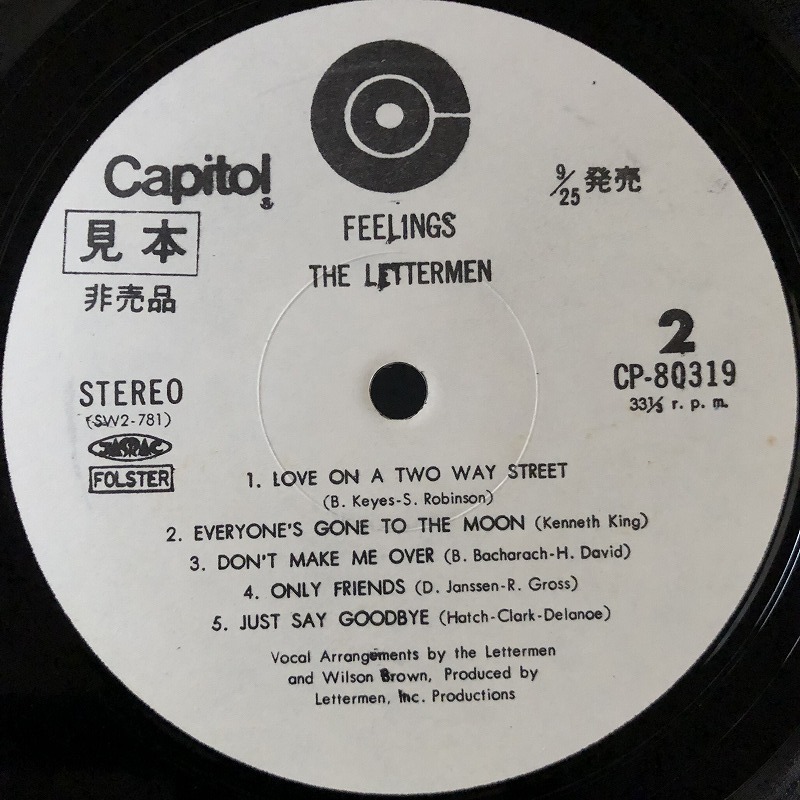 Capitol
®
9/25 発売
見本
非売品
FEELINGS
THE LETTERMEN
2
CP-80319
33⅓ r. p. m.
STEREO
(SW2-781)
JASRAC
FOLSTER
1. LOVE ON A TWO WAY STREET
(B. Keyes-S. Robinson)
2. EVERYONE'S GONE TO THE MOON (Kenneth King)
3. DON'T MAKE ME OVER (B. Bacharach-H. David)
4. ONLY FRIENDS (D. Janssen-R. Gross)
5. JUST SAY GOODBYE (Hatch-Clark-Delanoe)
Vocal Arrangements by the Lettermen
and Wilson Brown, Produced by
Lettermen, Inc. Productions